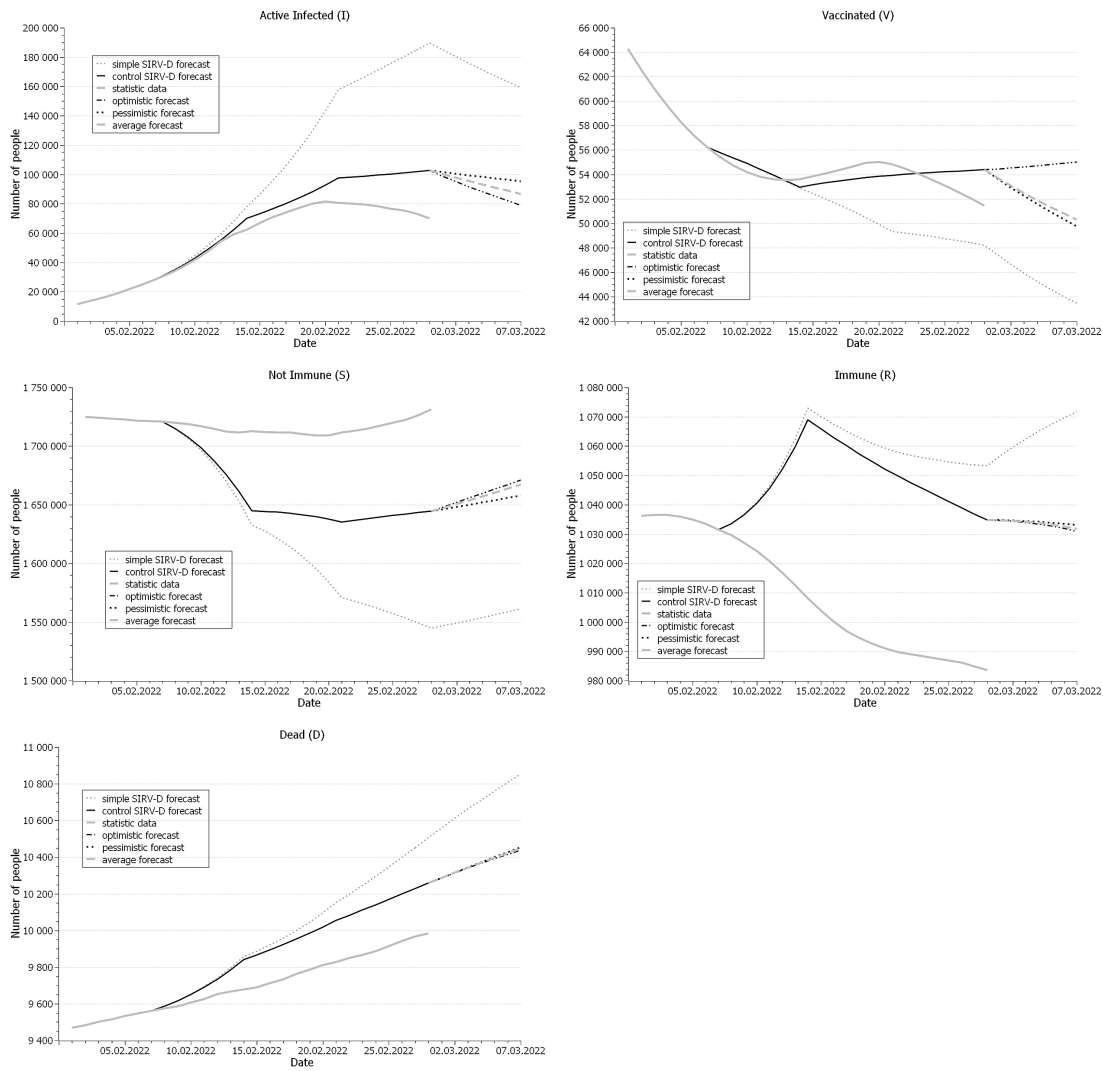 Active Infected (I)
Number of people
200 000
180 000
160 000
140 000
120 000
100 000
80 000
60 000
40 000
20 000
0
simple SIRV-D forecast
control SIRV-D forecast
statistic data
optimistic forecast
pessimistic forecast
average forecast
05.02.2022 10.02.2022 15.02.2022 20.02.2022 25.02.2022 02.03.2022 07.03.2022
Date
Vaccinated (V)
Number of people
66 000
64 000
62 000
60 000
58 000
56 000
54 000
52 000
50 000
48 000
46 000
44 000
42 000
simple SIRV-D forecast
control SIRV-D forecast
statistic data
optimistic forecast
pessimistic forecast
average forecast
05.02.2022 10.02.2022 15.02.2022 20.02.2022 25.02.2022 02.03.2022 07.03.2022
Date
Not Immune (S)
Number of people
1 750 000
1 700 000
1 650 000
1 600 000
1 550 000
1 500 000
simple SIRV-D forecast
control SIRV-D forecast
statistic data
optimistic forecast
pessimistic forecast
average forecast
05.02.2022 10.02.2022 15.02.2022 20.02.2022 25.02.2022 02.03.2022 07.03.2022
Date
Immune (R)
Number of people
1 080 000
1 070 000
1 060 000
1 050 000
1 040 000
1 030 000
1 020 000
1 010 000
1 000 000
990 000
980 000
simple SIRV-D forecast
control SIRV-D forecast
statistic data
optimistic forecast
pessimistic forecast
average forecast
05.02.2022 10.02.2022 15.02.2022 20.02.2022 25.02.2022 02.03.2022 07.03.2022
Date
Dead (D)
Number of people
11 000
10 800
10 600
10 400
10 200
10 000
9 800
9 600
9 400
simple SIRV-D forecast
control SIRV-D forecast
statistic data
optimistic forecast
pessimistic forecast
average forecast
05.02.2022 10.02.2022 15.02.2022 20.02.2022 25.02.2022 02.03.2022 07.03.2022
Date